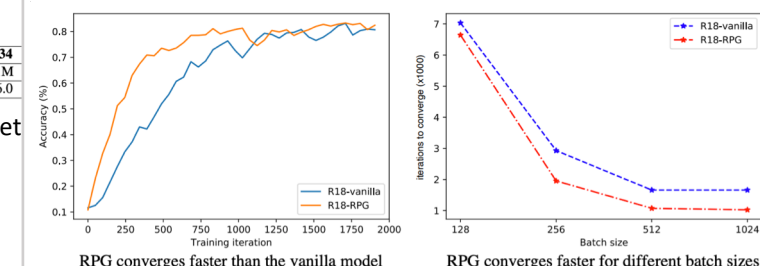 34
M
5.0
et
Accuracy (%)
0.8
0.7
0.6
0.5
0.4
0.3
0.2
0.1
R18-vanilla
R18-RPG
0 250 500 750 1000 1250 1500 1750 2000
Training iteration
RPG converges faster than the vanilla model
iterations to converge (x1000)
7
6
5
4
3
2
1
R18-vanilla
R18-RPG
128 256 512 1024
Batch size
RPG converges faster for different batch sizes